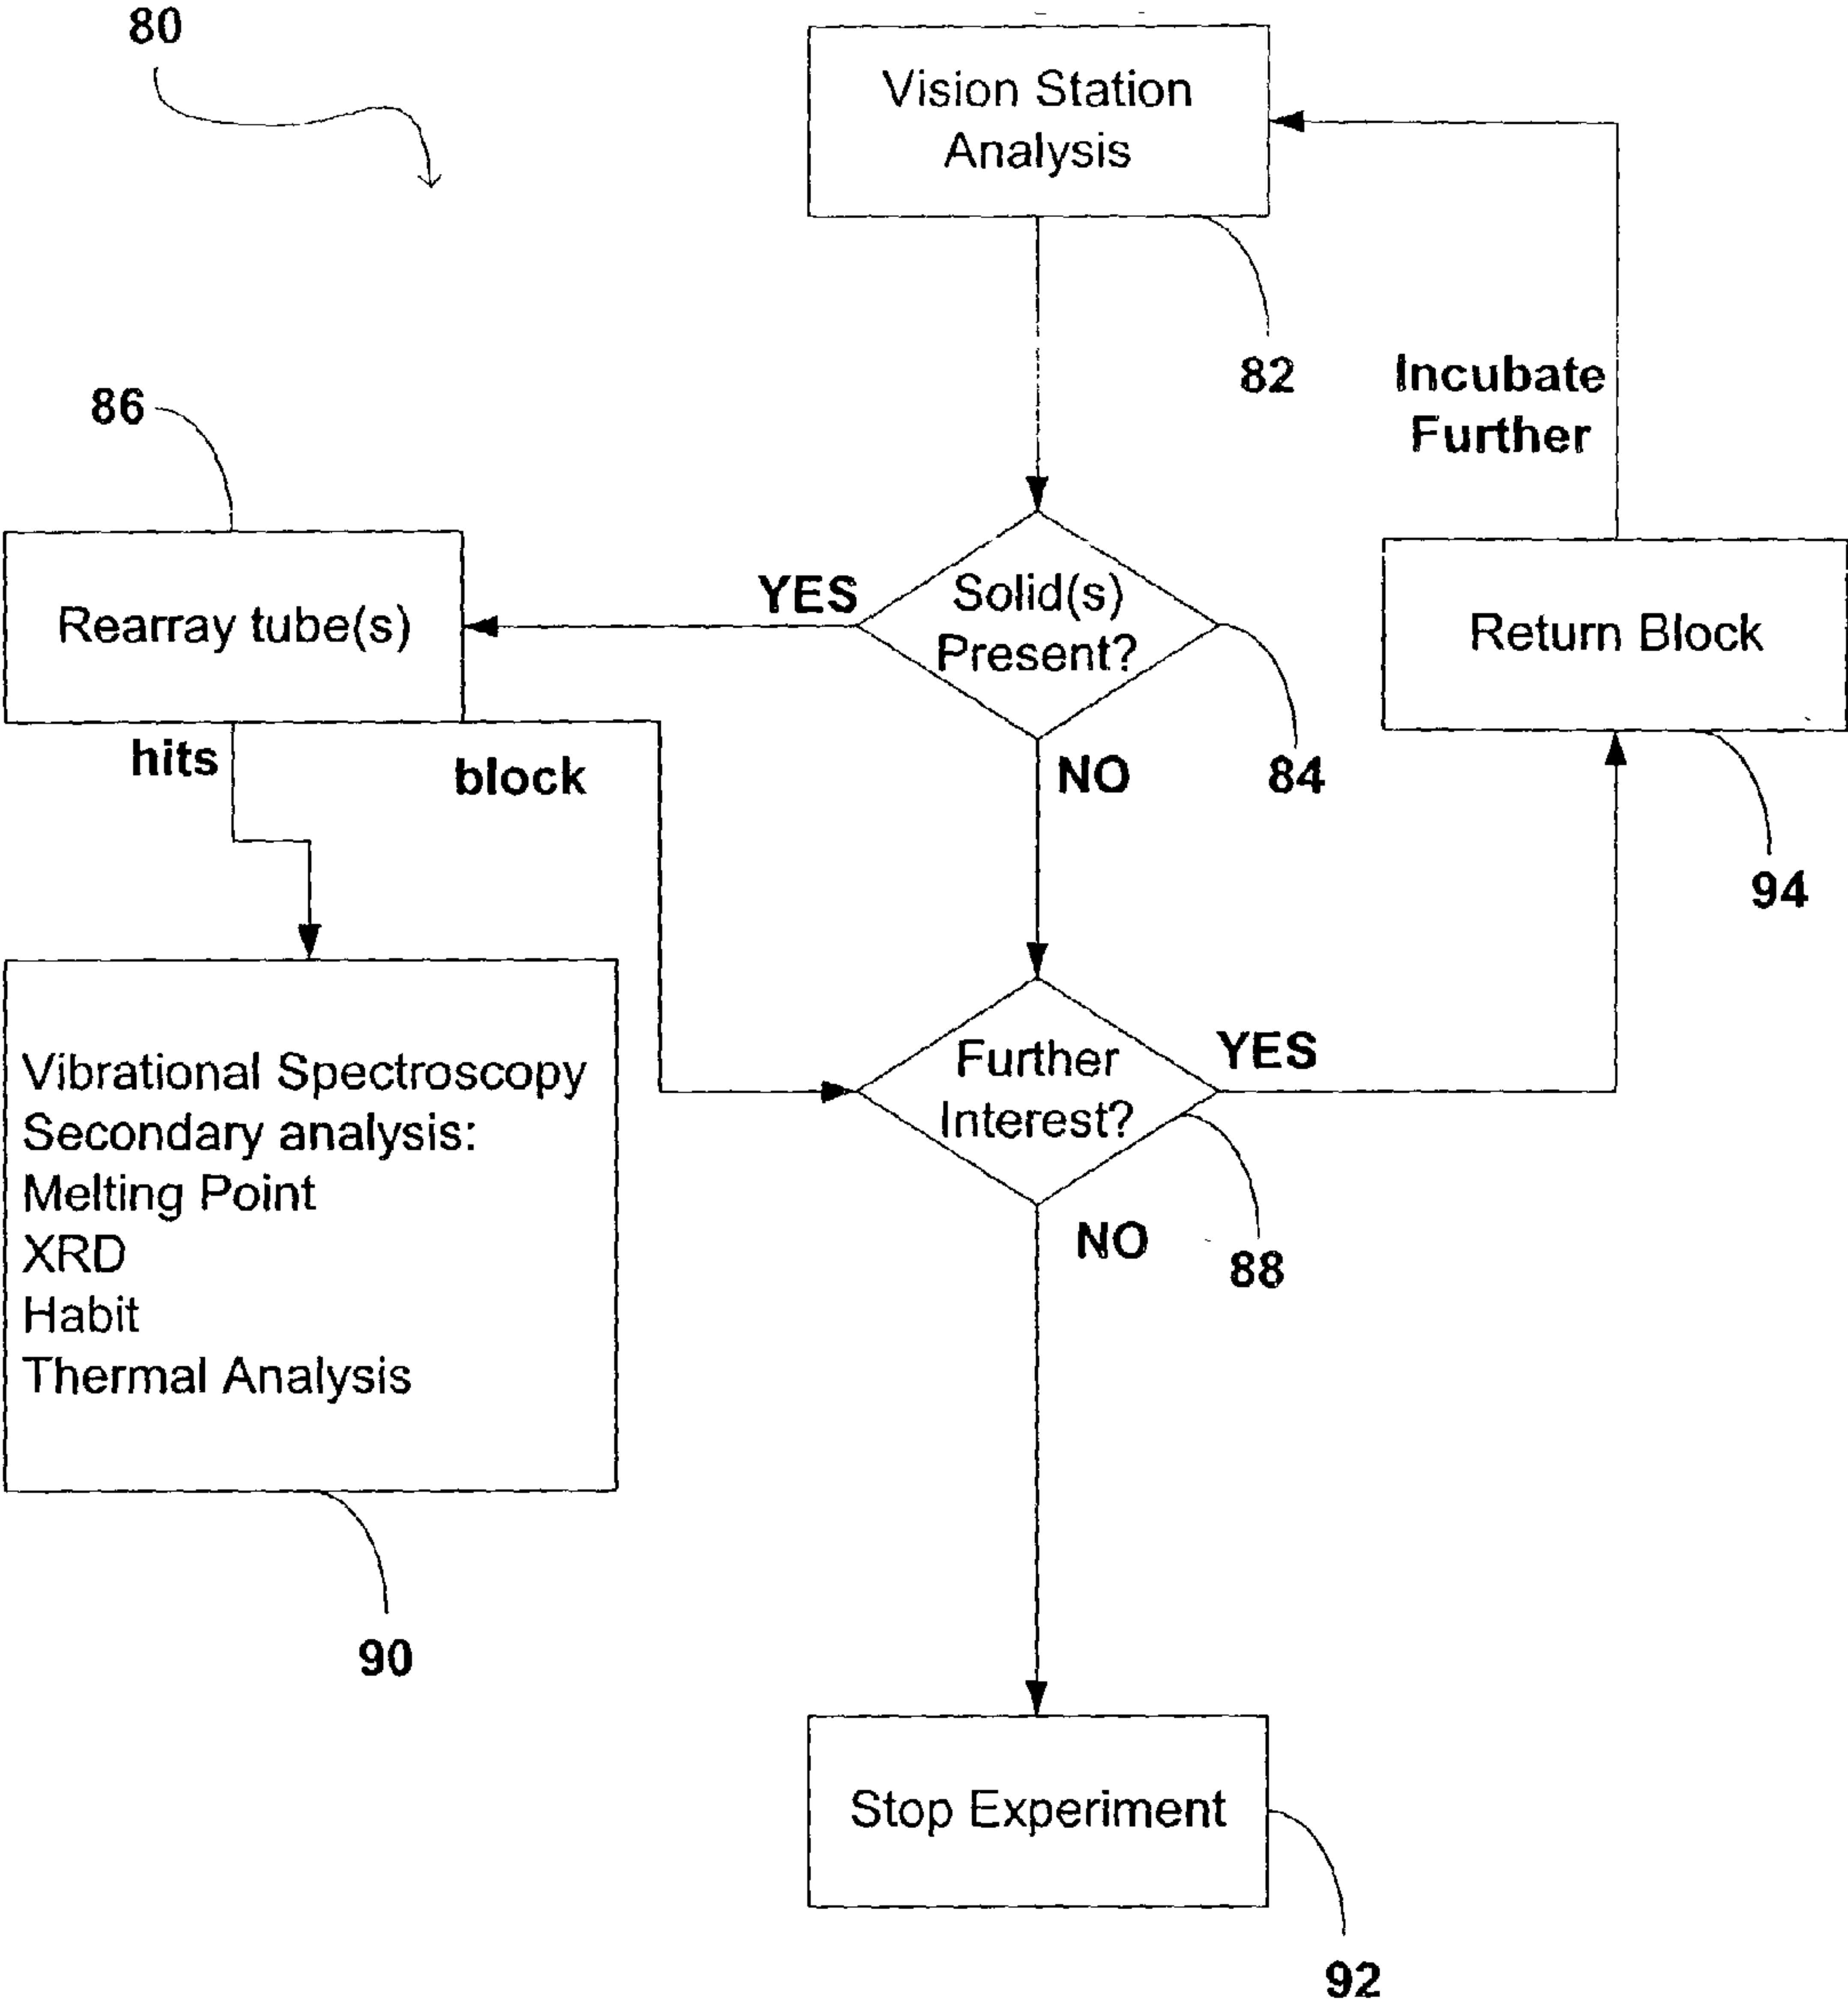 80
Vision Station
Analysis
82
Incubate
Further
86
Rearray tube(s)
YES
Solid(s)
Present?
84
Return Block
94
hits
block
NO
Vibrational Spectroscopy
Secondary analysis:
Melting Point
XRD
Habit
Thermal Analysis
90
Further
Interest?
YES
88
NO
Stop Experiment
92